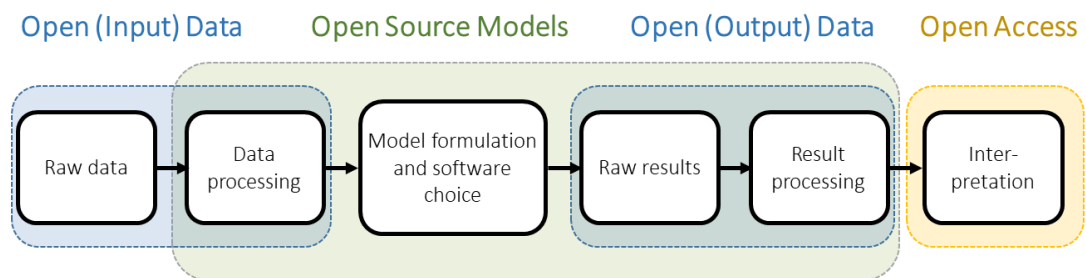 Open (Input) Data
Open Source Models
Open (Output) Data
Open Access
Raw data
Data
processing
Model formulation
and software
choice
Raw results
Result
processing
Inter-
pretation